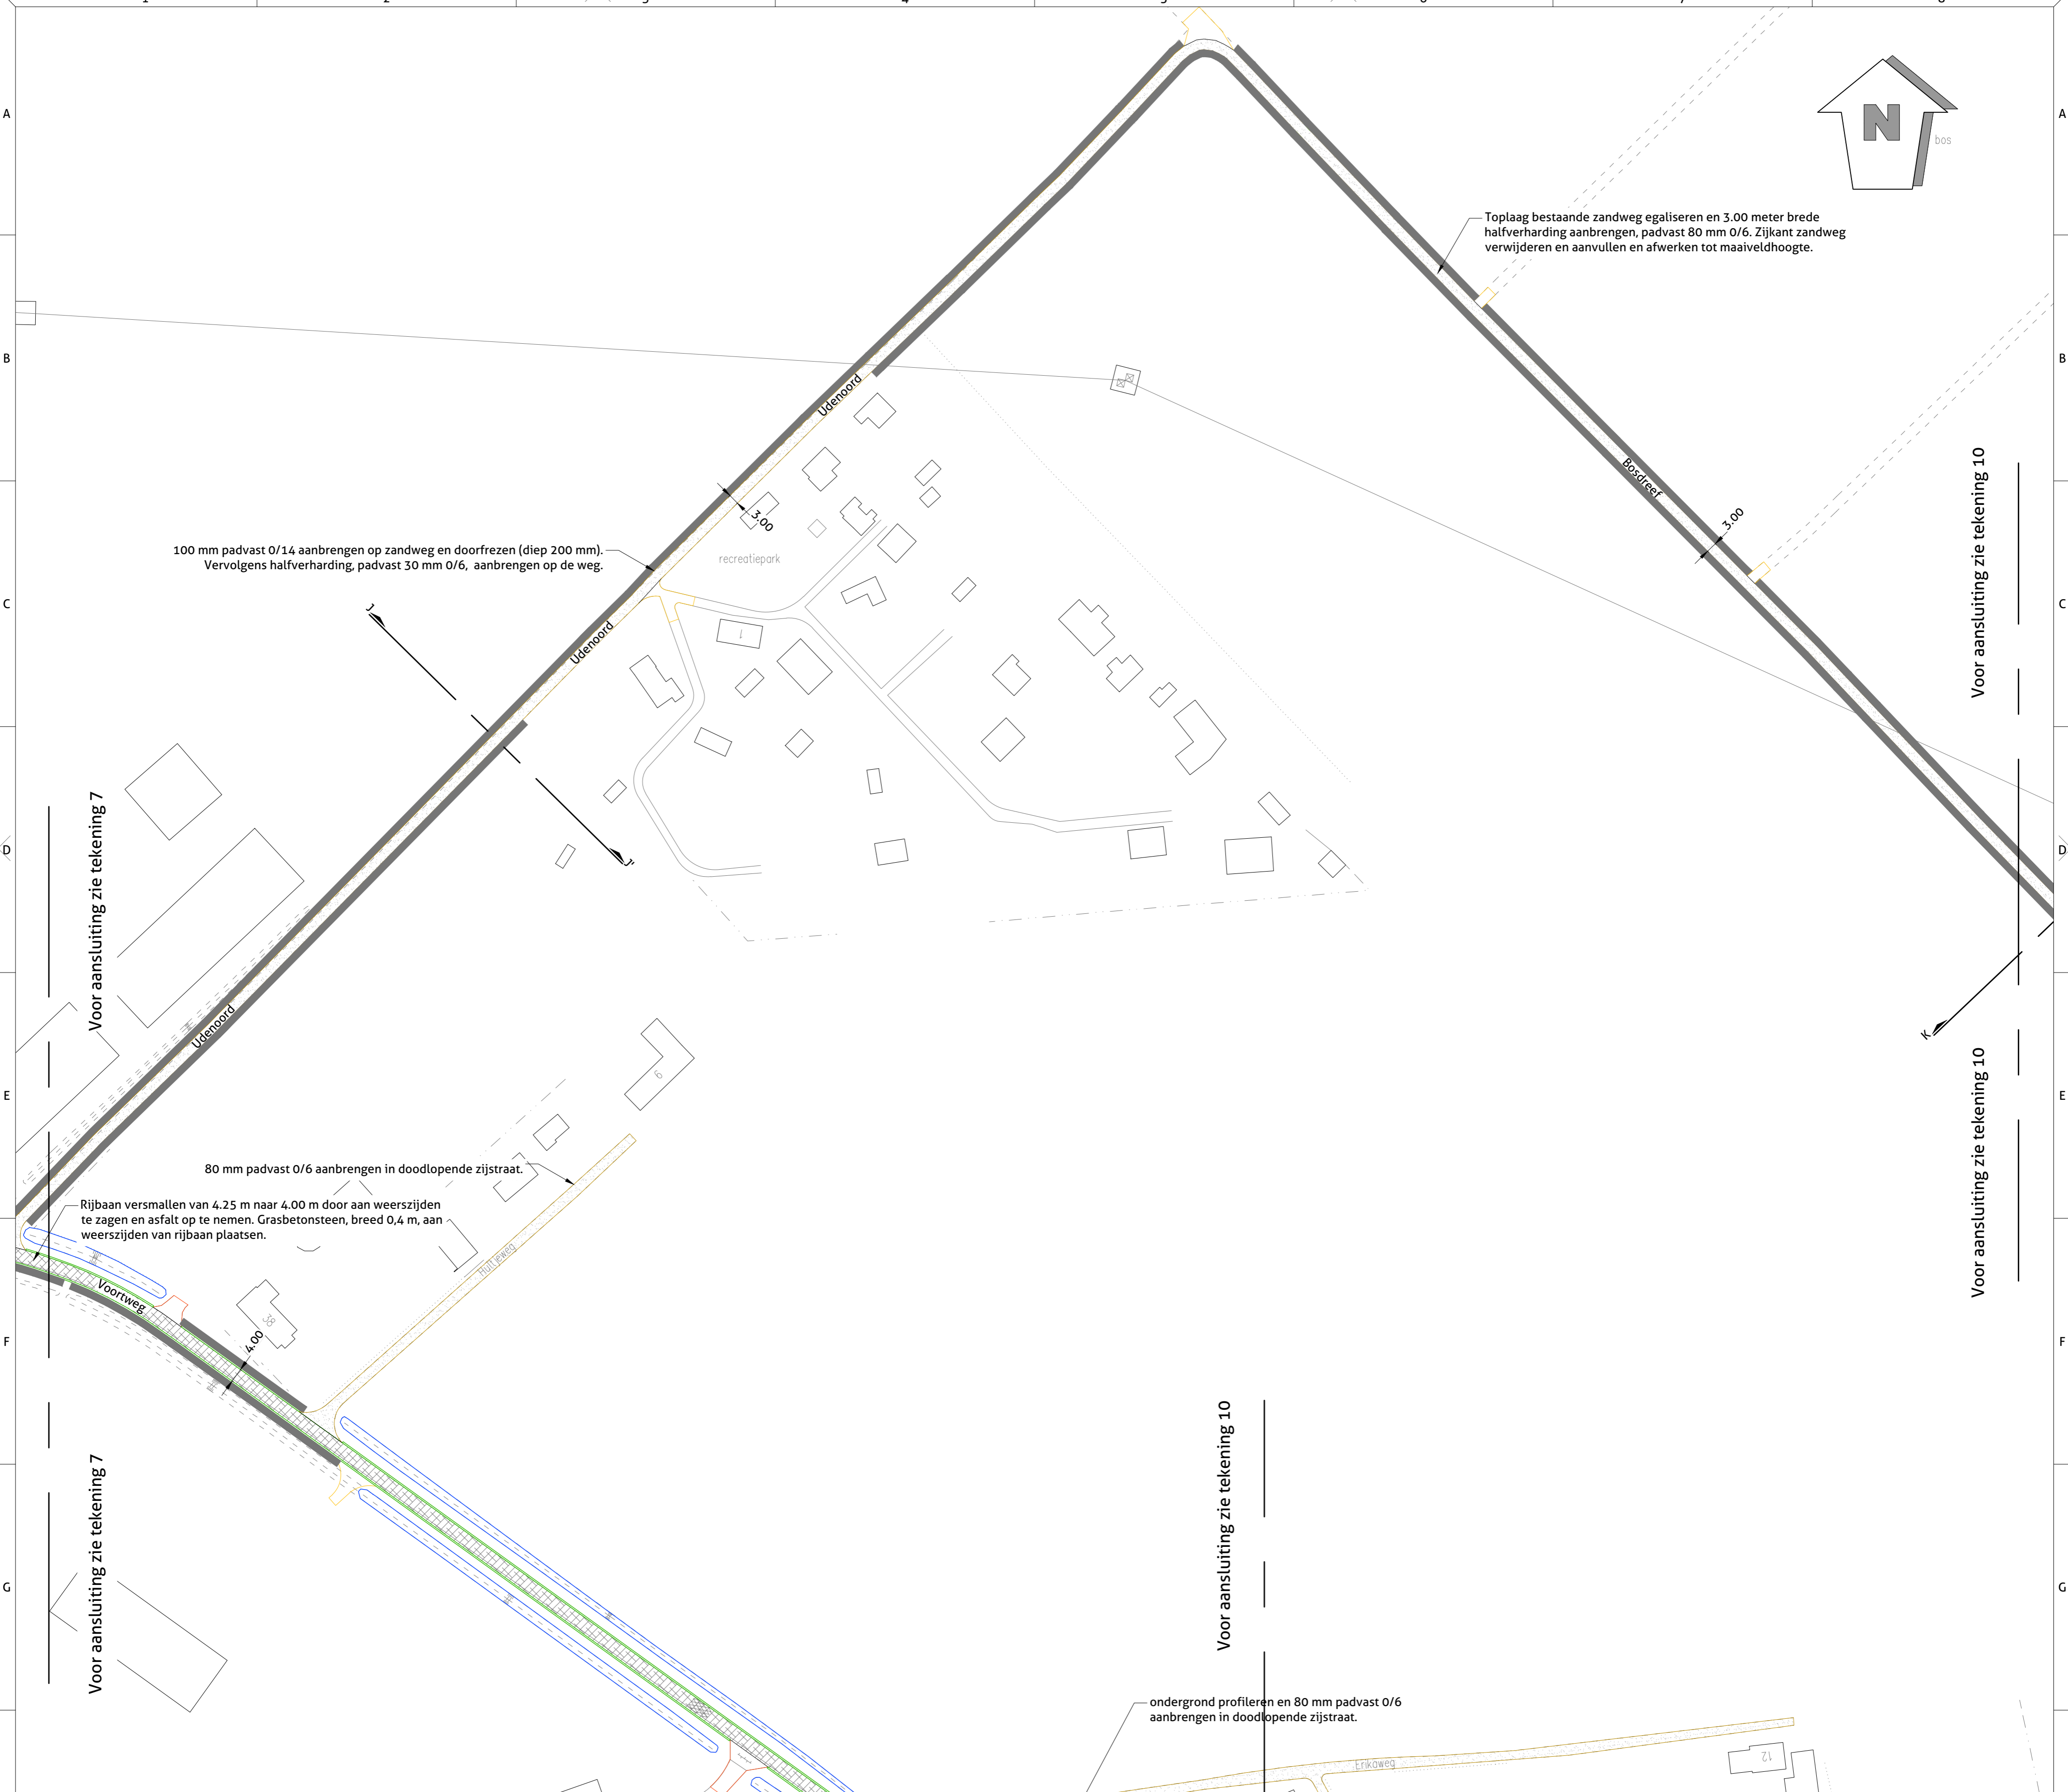 A
A
N
bos
Toplaag bestaande zandweg egaliseren en 3.00 meter brede
halfverharding aanbrengen, padvast 80 mm 0/6. Zijkant zandweg
verwijderen en aanvullen en afwerken tot maaiveldhoogte.
B
B
Udenoord
Bosdreef
3.00
3.00
Voor aansluiting zie tekening 10
100 mm padvast 0/14 aanbrengen op zandweg en doorfrezen (diep 200 mm).
Vervolgens halfverharding, padvast 30 mm 0/6, aanbrengen op de weg.
recreatiepark
C
C
J
Udenoord
1
Voor aansluiting zie tekening 7
D
D
J'
Udenoord
K
E
E
6
Voor aansluiting zie tekening 10
80 mm padvast 0/6 aanbrengen in doodlopende zijstraat.
Rijbaan versmallen van 4.25 m naar 4.00 m door aan weerszijden
te zagen en asfalt op te nemen. Grasbetonsteen, breed 0,4 m, aan
weerszijden van rijbaan plaatsen.
Hultjeweg
Voortweg
38
4.00
F
F
Voor aansluiting zie tekening 7
Voor aansluiting zie tekening 10
G
G
ondergrond profileren en 80 mm padvast 0/6
aanbrengen in doodlopende zijstraat.
Erikaweg
12